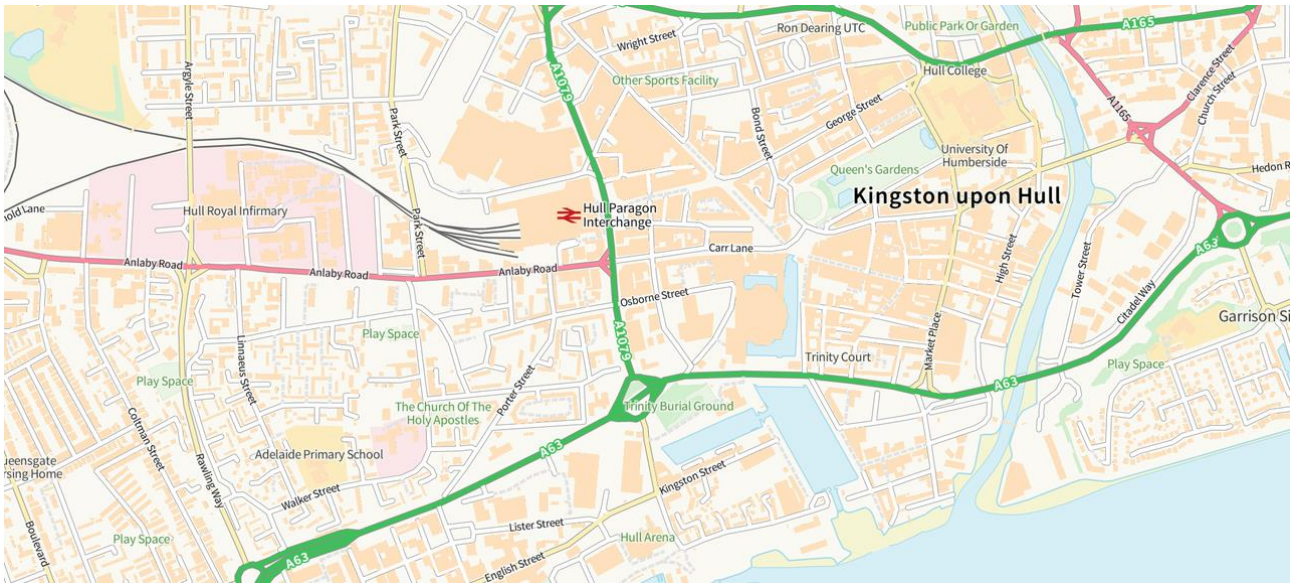 Wright Street
Ron Dearing UTC
Public Park Or Garden
A165
Argyle Street
A1079
Other Sports Facility
Hull College
Clarence Street
Church Street
A1165
Park Street
Bond Street
George Street
University Of
Humberside
Queen's Gardens
Hedon R
Kingston upon Hull
nold Lane
Hull Royal Infirmary
Park Street
Hull Paragon
Interchange
Carr Lane
High Street
Tower Street
A63
Anlaby Road
Anlaby Road
Anlaby Road
Osborne Street
Citadel Way
Garrison Si
Linnaeus Street
Play Space
A1079
Trinity Court
Market Place
Play Space
Play Space
Porter Street
A63
The Church Of The
Holy Apostles
Trinity Burial Ground
Coltman Street
Rawling Way
Adelaide Primary School
A63
ueensgate
rsing Home
Walker Street
Kingston Street
Lister Street
Boulevard
Play Space
Hull Arena
A63
English Street